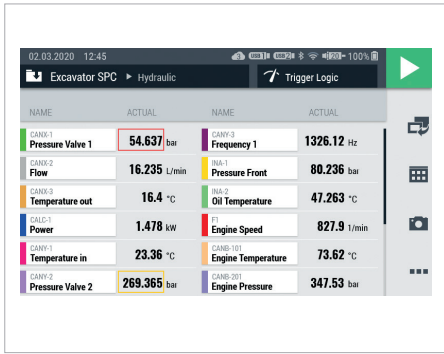 02.03.2020 12:45
USB1 USB2 100%
Excavator SPC ► Hydraulic
Trigger Logic
NAME ACTUAL NAME ACTUAL
CANX-1
Pressure Valve 1 54.637 bar
CANY-3
Frequency 1 1326.12 Hz
CANX-2
Flow 16.235 L/min
INA-1
Pressure Front 80.236 bar
CANX-3
Temperature out 16.4 °C
INA-2
Oil Temperature 47.263 °C
CALC-1
Power 1.478 kW
F1
Engine Speed 827.9 1/min
CANY-1
Temperature in 23.36 °C
CANB-101
Engine Temperature 73.62 °C
CANY-2
Pressure Valve 2 269.365 bar
CANB-201
Engine Pressure 347.53 bar